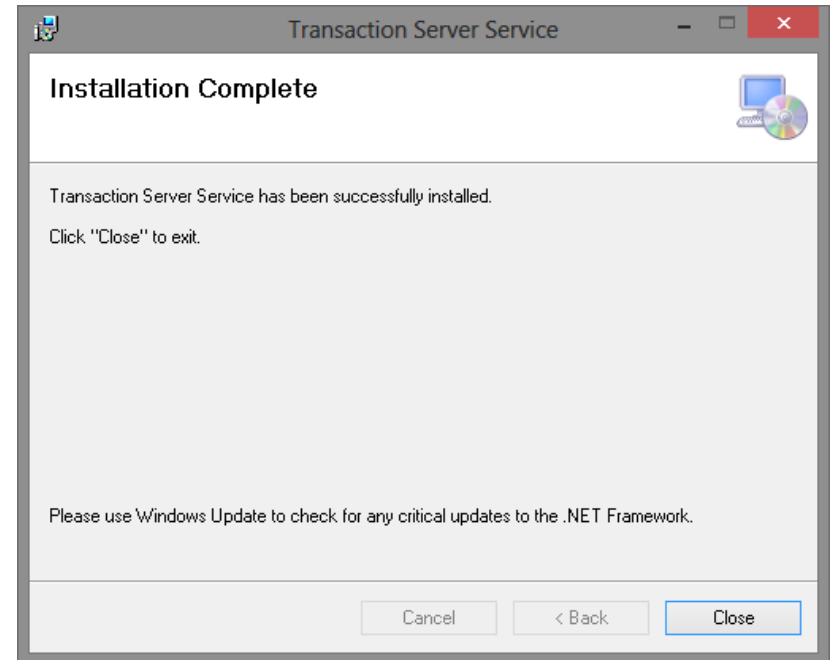 Transaction Server Service
Installation Complete
Transaction Server Service has been successfully installed.
Click "Close" to exit.
Please use Windows Update to check for any critical updates to the .NET Framework.
Cancel
< Back
Close